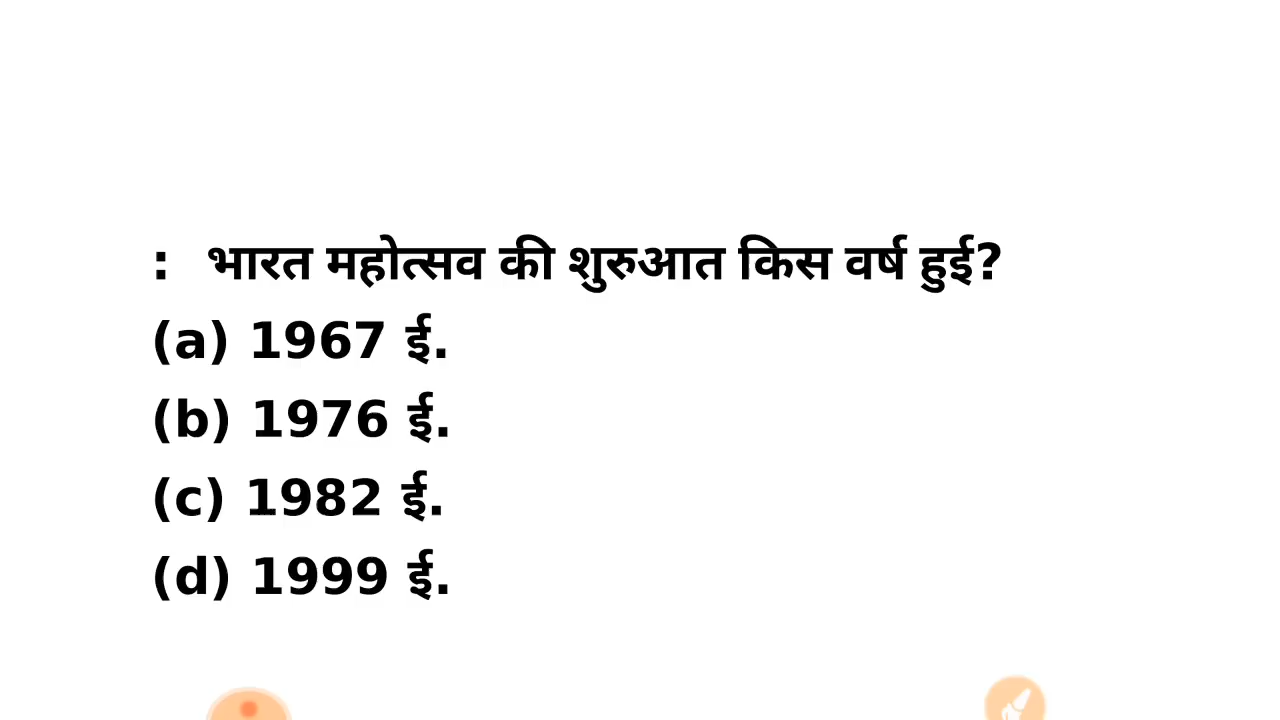 : भारत महोत्सव की शुरुआत किस वर्ष हुई?
(a) 1967 ई.
(b) 1976 ई.
(c) 1982 ई.
(d) 1999 ई.